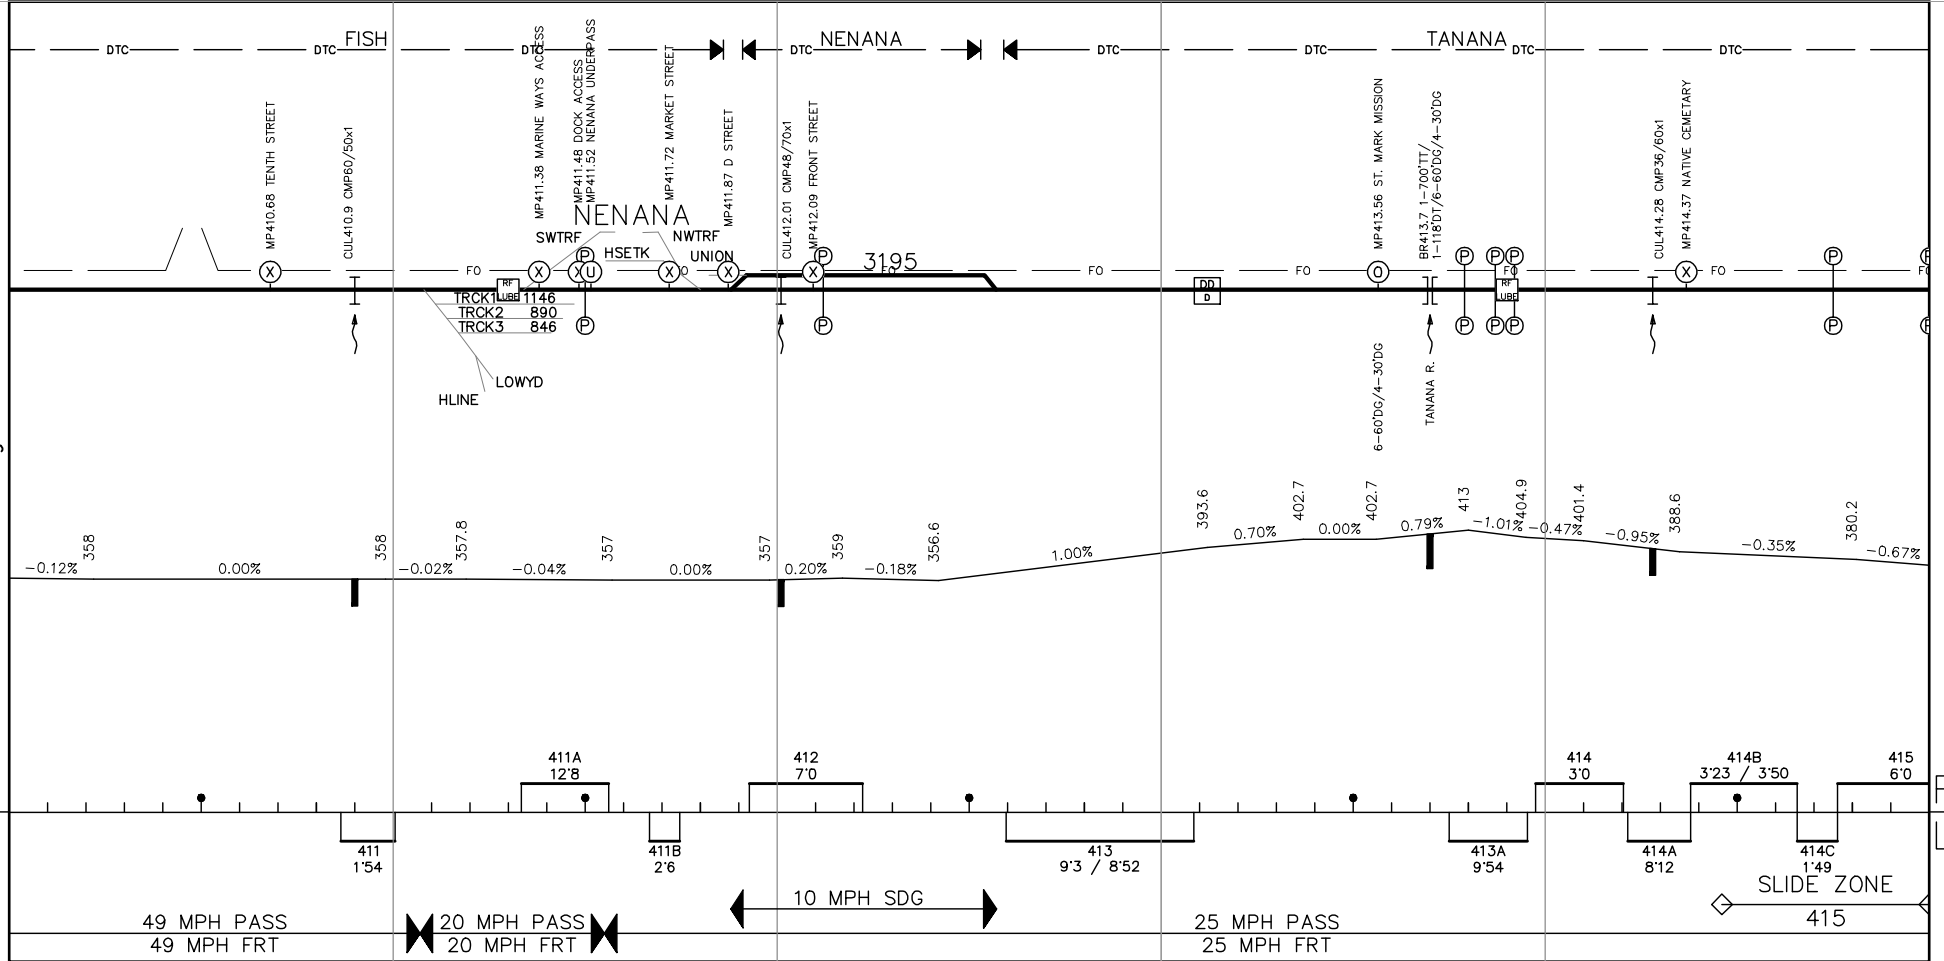 FISH
NENANA
TANANA
DTC DTC DTC DTC DTC DTC DTC DTC
MP410.68 TENTH STREET
CUL410.9 CMP60/50x1
MP411.38 MARINE WAYS ACCESS
MP411.48 DOCK ACCESS
MP411.52 NENANA UNDERPASS
MP411.72 MARKET STREET
MP411.87 D STREET
CUL412.01 CMP48/70x1
MP412.09 FRONT STREET
MP413.56 ST. MARK MISSION
BR413.7 1-700'TT/
1-118'DT/6-60'DG/4-30'DG
CUL414.28 CMP36/60x1
MP414.37 NATIVE CEMETARY
NENANA
SWTRF
NWTRF
HSETK
UNION
3195
P P P P P P
X X X U X X X O X
FO FO FO FO FO FO
RF
LUBE
DD
D
RF
LUBE
TRCK1 1146
TRCK2 890
TRCK3 846
P P P P P P
LOWYD
HLINE
6-60'DG/4-30'DG
TANANA R.
358
358
357.8
357
357
359
356.6
393.6
402.7
402.7
413
404.9
401.4
388.6
380.2
-0.12% 0.00% -0.02% -0.04% 0.00% 0.20% -0.18% 1.00% 0.70% 0.00% 0.79% -1.01% -0.47% -0.95% -0.35% -0.67%
411A
12'8
412
7'0
414
3'0
414B
3'23 / 3'50
415
6'0
411
1'54
411B
2'6
413
9'3 / 8'52
413A
9'54
414A
8'12
414C
1'49
10 MPH SDG
SLIDE ZONE
415
49 MPH PASS
20 MPH PASS
25 MPH PASS
49 MPH FRT
20 MPH FRT
25 MPH FRT